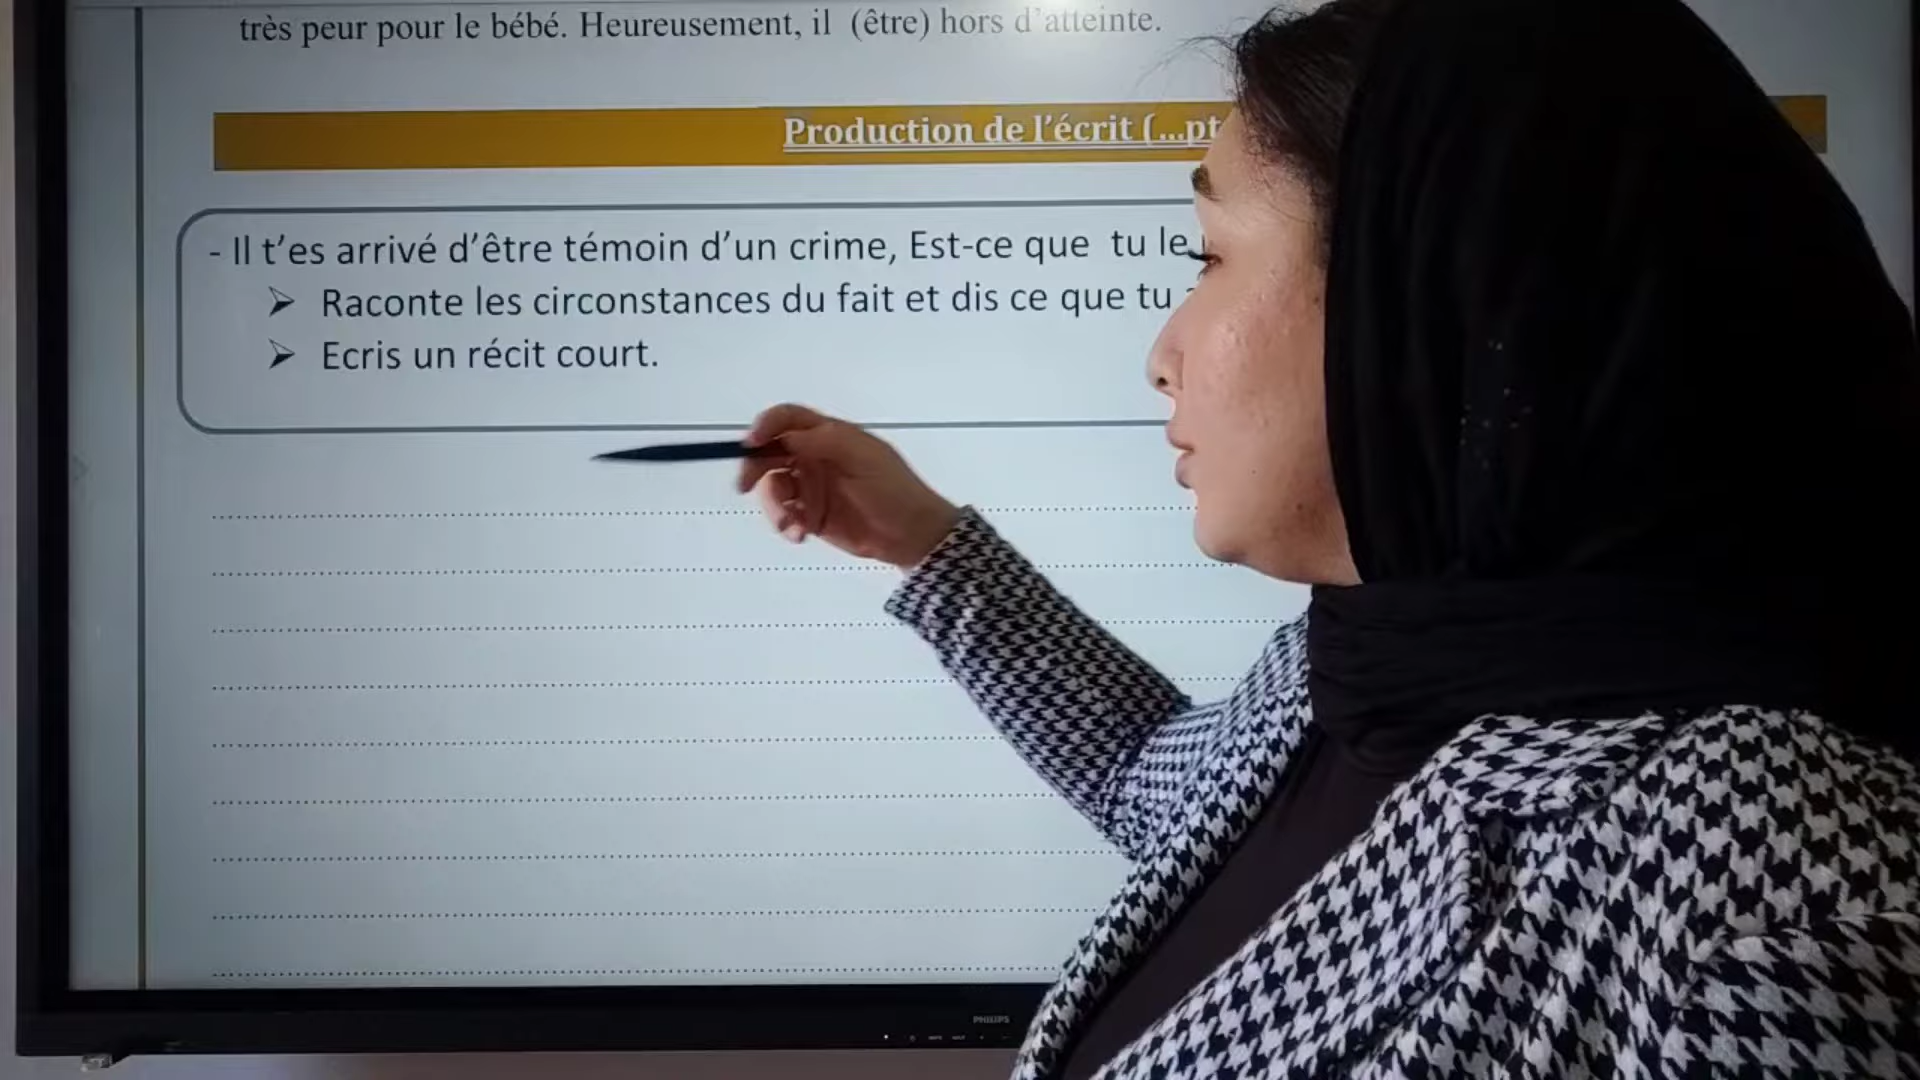 très peur pour le bébé. Heureusement, il (être) hors d'atteinte.
Production de l'écrit (...pt
- Il t'es arrivé d'être témoin d'un crime, Est-ce que tu le
➢ Raconte les circonstances du fait et dis ce que tu
➢ Ecris un récit court.
PHILIPS